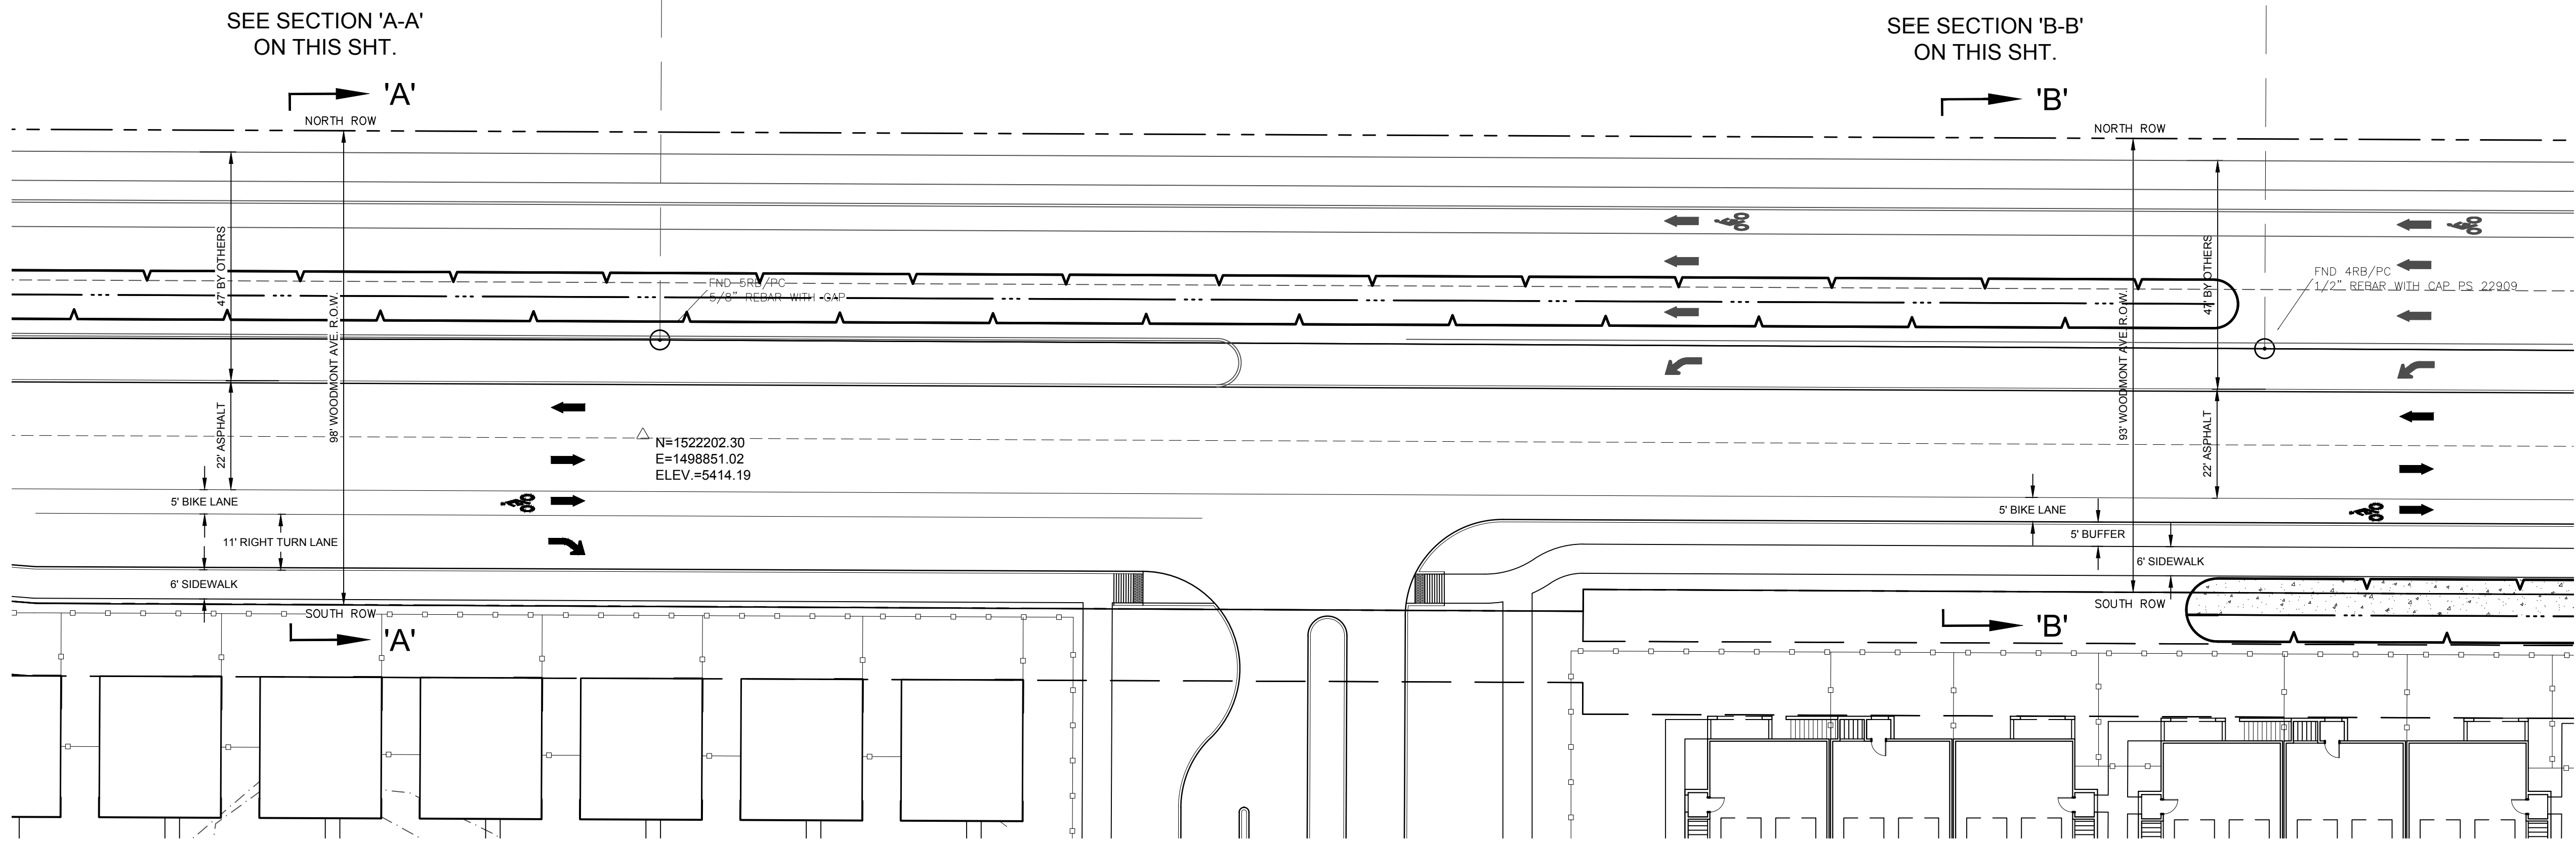 SEE SECTION 'A-A'
ON THIS SHT.
SEE SECTION 'B-B'
ON THIS SHT.
'A'
'B'
NORTH ROW
NORTH ROW
47' BY OTHERS
98' WOODMONT AVE. R.O.W.
22' ASPHALT
FND 5RB/PC
5/8" REBAR WITH CAP
47' BY OTHERS
93' WOODMONT AVE. R.O.W.
22' ASPHALT
FND 4RB/PC
1/2" REBAR WITH CAP PS 22909
N=1522202.30
E=1498851.02
ELEV.=5414.19
5' BIKE LANE
11' RIGHT TURN LANE
6' SIDEWALK
5' BIKE LANE
5' BUFFER
6' SIDEWALK
SOUTH ROW
SOUTH ROW
'A'
'B'